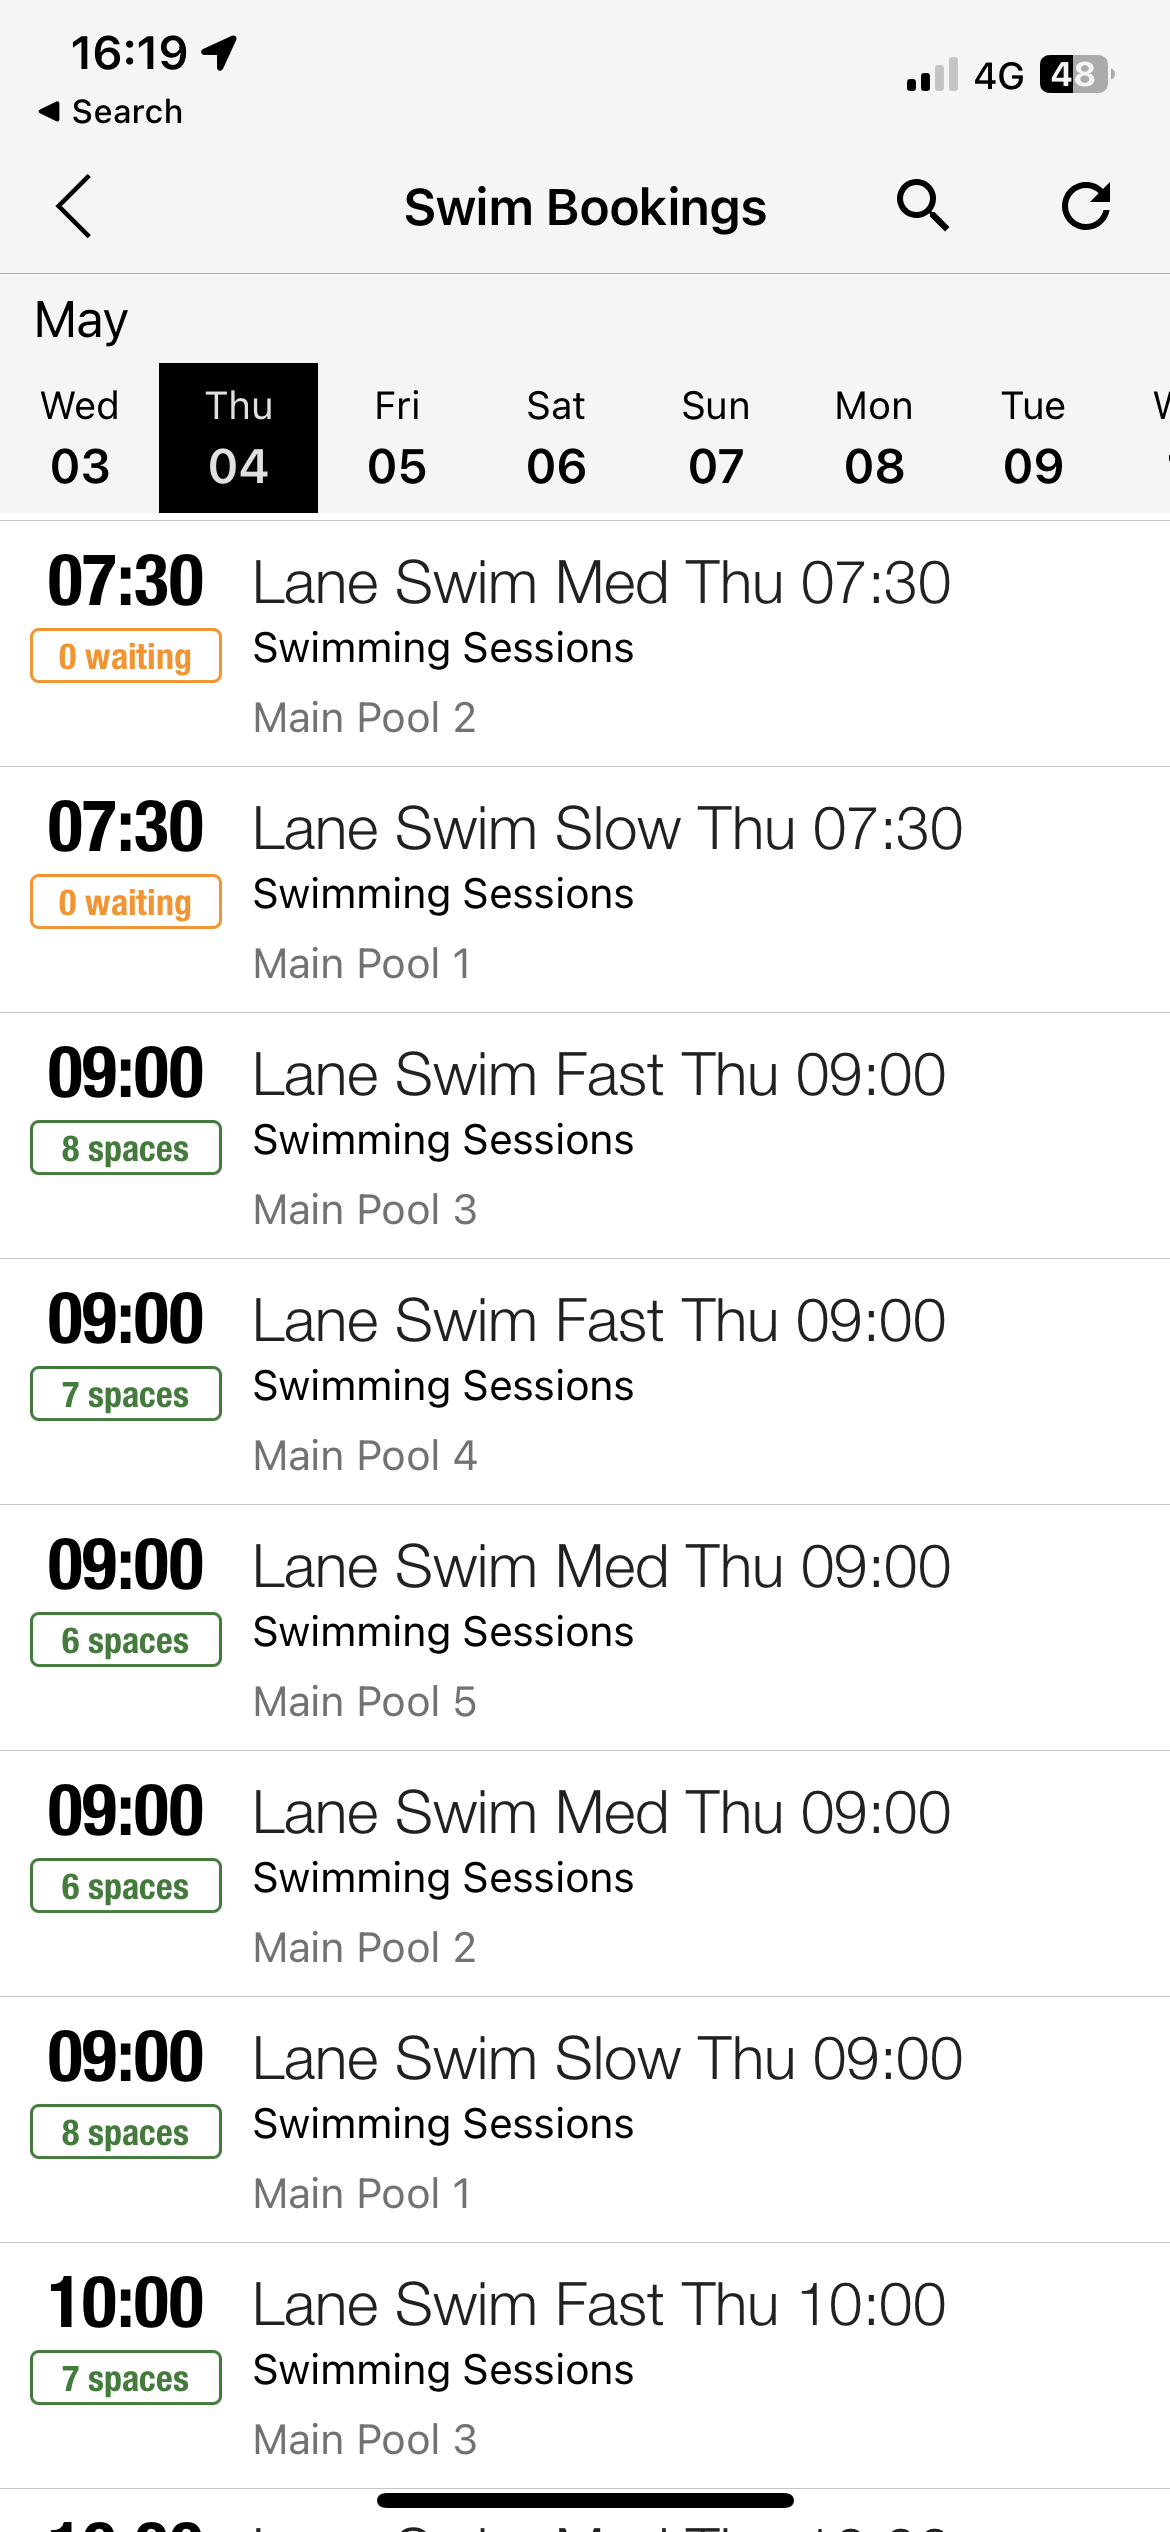 16:19
4G 48
Search
Swim Bookings
May
Wed Thu Fri Sat Sun Mon Tue
03 04 05 06 07 08 09
07:30 Lane Swim Med Thu 07:30
0 waiting Swimming Sessions
Main Pool 2
07:30 Lane Swim Slow Thu 07:30
0 waiting Swimming Sessions
Main Pool 1
09:00 Lane Swim Fast Thu 09:00
8 spaces Swimming Sessions
Main Pool 3
09:00 Lane Swim Fast Thu 09:00
7 spaces Swimming Sessions
Main Pool 4
09:00 Lane Swim Med Thu 09:00
6 spaces Swimming Sessions
Main Pool 5
09:00 Lane Swim Med Thu 09:00
6 spaces Swimming Sessions
Main Pool 2
09:00 Lane Swim Slow Thu 09:00
8 spaces Swimming Sessions
Main Pool 1
10:00 Lane Swim Fast Thu 10:00
7 spaces Swimming Sessions
Main Pool 3